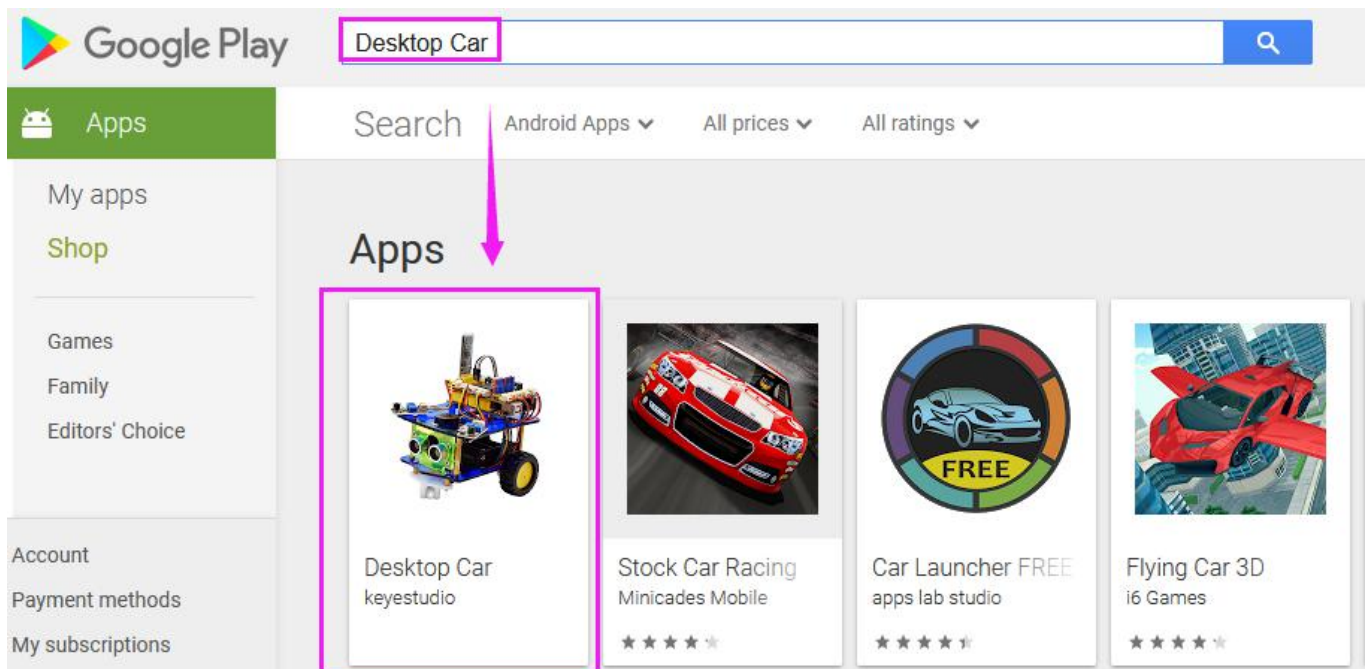 Google Play
Desktop Car
Apps
Search
Android Apps
All prices
All ratings
My apps
Shop
Games
Family
Editors' Choice
Account
Payment methods
My subscriptions
Apps
Desktop Car
keyestudio
Stock Car Racing
Minicades Mobile
FREE
Car Launcher FREE
apps lab studio
Flying Car 3D
i6 Games